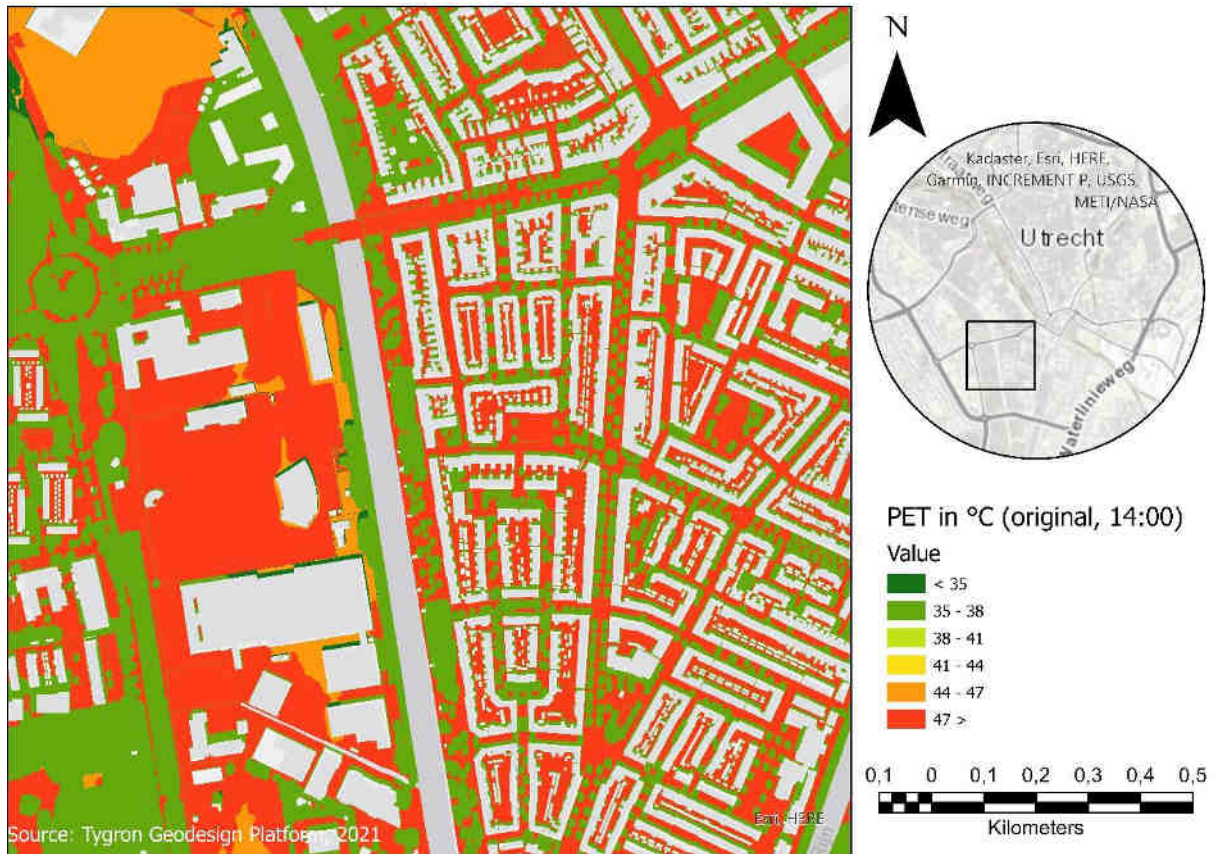 N
Kadaster, Esri, HERE,
Garmin, INCREMENT P, USGS,
METI/NASA
Utrecht
Waterlinieweg
PET in °C (original, 14:00)
Value
< 35
35 - 38
38 - 41
41 - 44
44 - 47
47 >
0,1 0 0,1 0,2 0,3 0,4 0,5
Kilometers
Esri, HERE
Source: Tygron Geodesign Platform, 2021